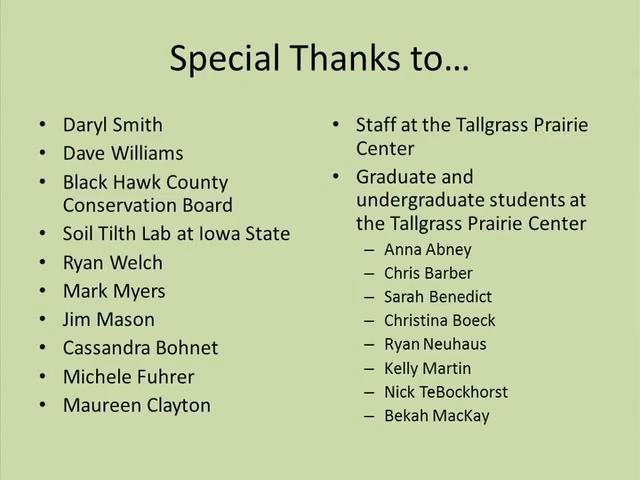 Special Thanks to...
• Daryl Smith
• Dave Williams
• Black Hawk County
Conservation Board
• Soil Tilth Lab at Iowa State
• Ryan Welch
• Mark Myers
• Jim Mason
• Cassandra Bohnet
• Michele Fuhrer
• Maureen Clayton
• Staff at the Tallgrass Prairie
Center
• Graduate and
undergraduate students at
the Tallgrass Prairie Center
– Anna Abney
– Chris Barber
– Sarah Benedict
– Christina Boeck
– Ryan Neuhaus
– Kelly Martin
– Nick TeBockhorst
– Bekah MacKay